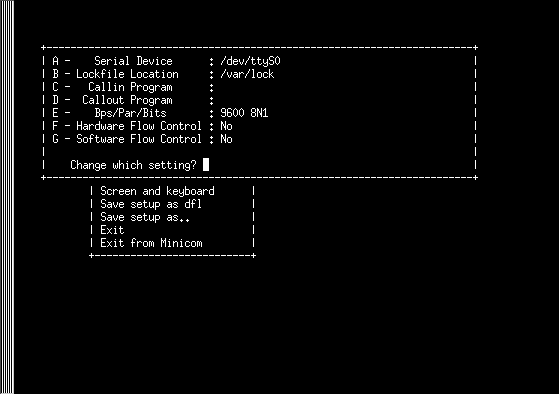 A - Serial Device : /dev/ttyS0
B - Lockfile Location : /var/lock
C - Callin Program :
D - Callout Program :
E - Bps/Par/Bits : 9600 8N1
F - Hardware Flow Control : No
G - Software Flow Control : No
Change which setting?
Screen and keyboard
Save setup as dfl
Save setup as..
Exit
Exit from Minicom